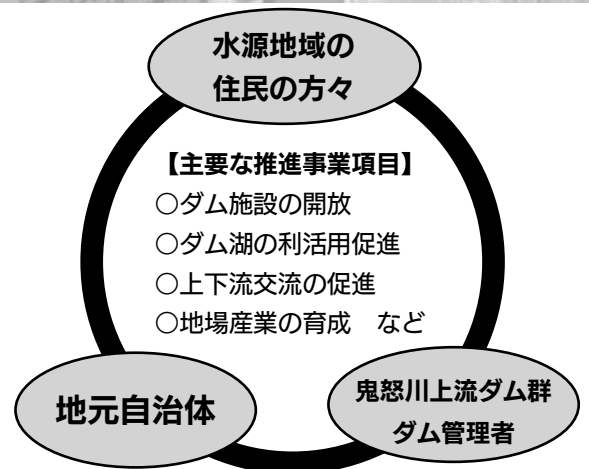 水源地域の
住民の方々
【主要な推進事業項目】
○ダム施設の開放
○ダム湖の利活用促進
○上下流交流の促進
○地場産業の育成　など
地元自治体
鬼怒川上流ダム群
ダム管理者